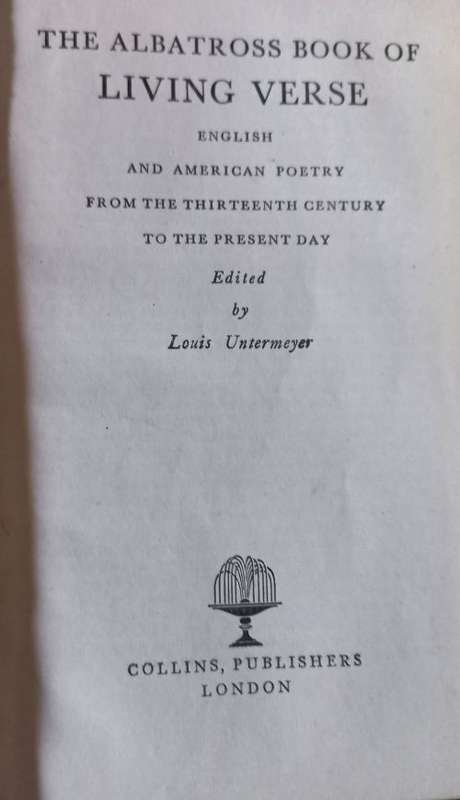 THE ALBATROSS BOOK OF
LIVING VERSE
ENGLISH
AND AMERICAN POETRY
FROM THE THIRTEENTH CENTURY
TO THE PRESENT DAY
Edited
by
Louis Untermeyer
COLLINS, PUBLISHERS
LONDON